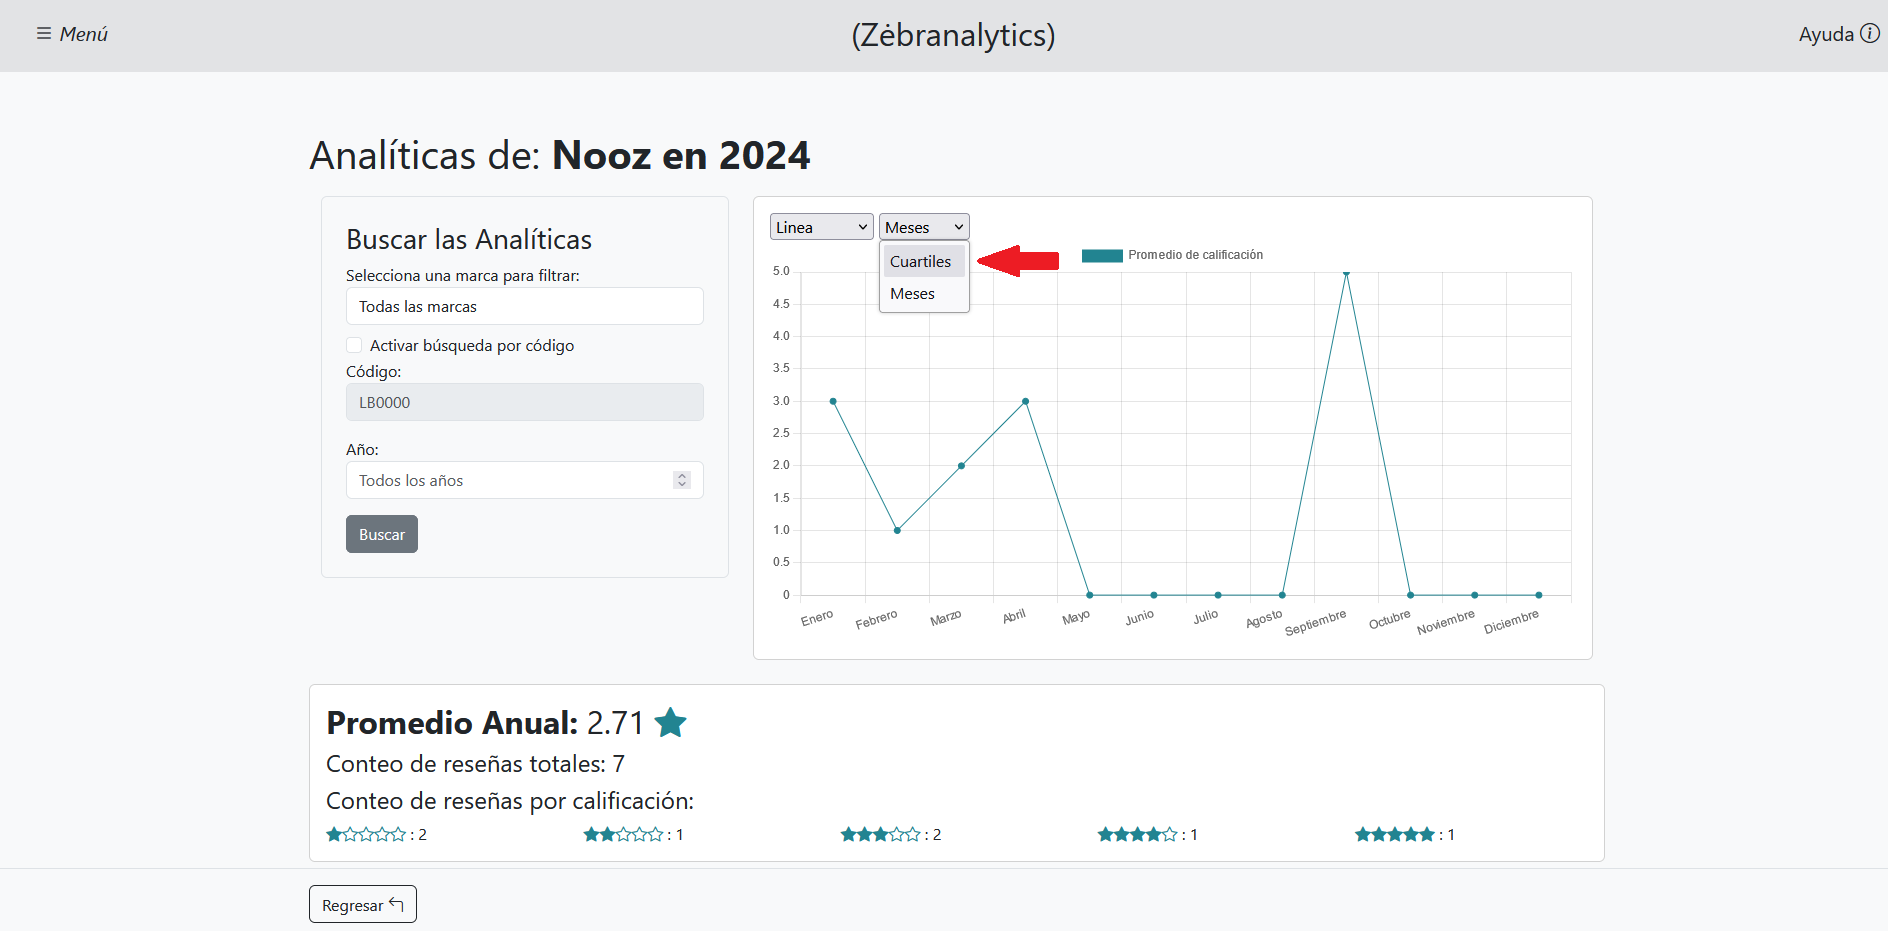 Menú
(Zėbranalytics)
Ayuda
Analíticas de: Nooz en 2024
Buscar las Analíticas
Selecciona una marca para filtrar:
Todas las marcas
Activar búsqueda por código
Código:
LB0000
Año:
Todos los años
Buscar
Linea
Meses
Cuartiles
Meses
Promedio de calificación
5.0
4.5
4.0
3.5
3.0
2.5
2.0
1.5
1.0
0.5
0
Enero
Febrero
Marzo
Abril
Mayo
Junio
Julio
Agosto
Septiembre
Octubre
Noviembre
Diciembre
Promedio Anual: 2.71
Conteo de reseñas totales: 7
Conteo de reseñas por calificación:
★☆☆☆☆ : 2
★★☆☆☆ : 1
★★★☆☆ : 2
★★★★☆ : 1
★★★★★ : 1
Regresar